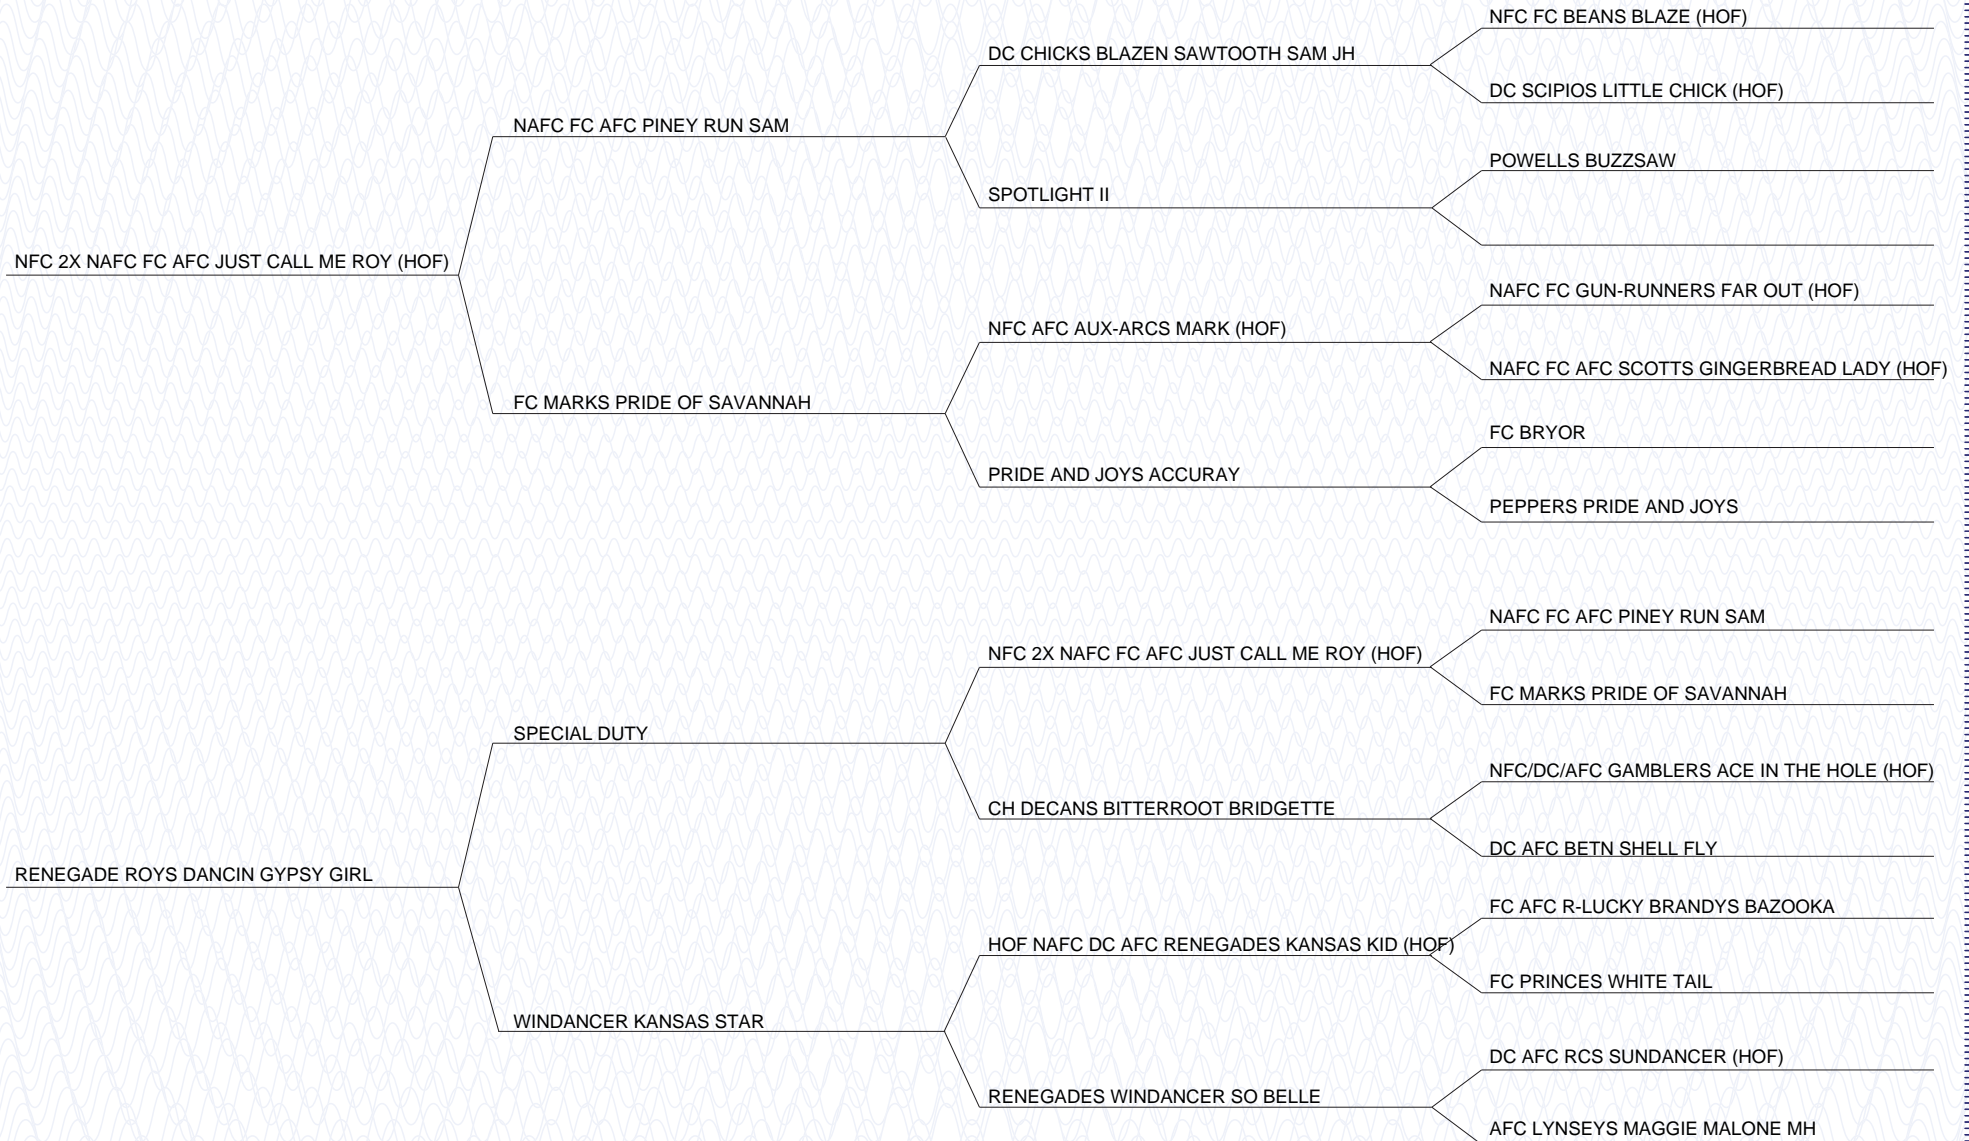 NFC FC BEANS BLAZE (HOF)
DC CHICKS BLAZEN SAWTOOTH SAM JH
DC SCIPIOS LITTLE CHICK (HOF)
NAFC FC AFC PINEY RUN SAM
POWELLS BUZZSAW
SPOTLIGHT II
NFC 2X NAFC FC AFC JUST CALL ME ROY (HOF)
NAFC FC GUN-RUNNERS FAR OUT (HOF)
NFC AFC AUX-ARCS MARK (HOF)
NAFC FC AFC SCOTTS GINGERBREAD LADY (HOF)
FC MARKS PRIDE OF SAVANNAH
FC BRYOR
PRIDE AND JOYS ACCURAY
PEPPERS PRIDE AND JOYS
NAFC FC AFC PINEY RUN SAM
NFC 2X NAFC FC AFC JUST CALL ME ROY (HOF)
FC MARKS PRIDE OF SAVANNAH
SPECIAL DUTY
NFC/DC/AFC GAMBLERS ACE IN THE HOLE (HOF)
CH DECANS BITTERROOT BRIDGETTE
DC AFC BETN SHELL FLY
RENEGADE ROYS DANCIN GYPSY GIRL
FC AFC R-LUCKY BRANDYS BAZOOKA
HOF NAFC DC AFC RENEGADES KANSAS KID (HOF)
FC PRINCES WHITE TAIL
WINDANCER KANSAS STAR
DC AFC RCS SUNDANCER (HOF)
RENEGADES WINDANCER SO BELLE
AFC LYNSEYS MAGGIE MALONE MH